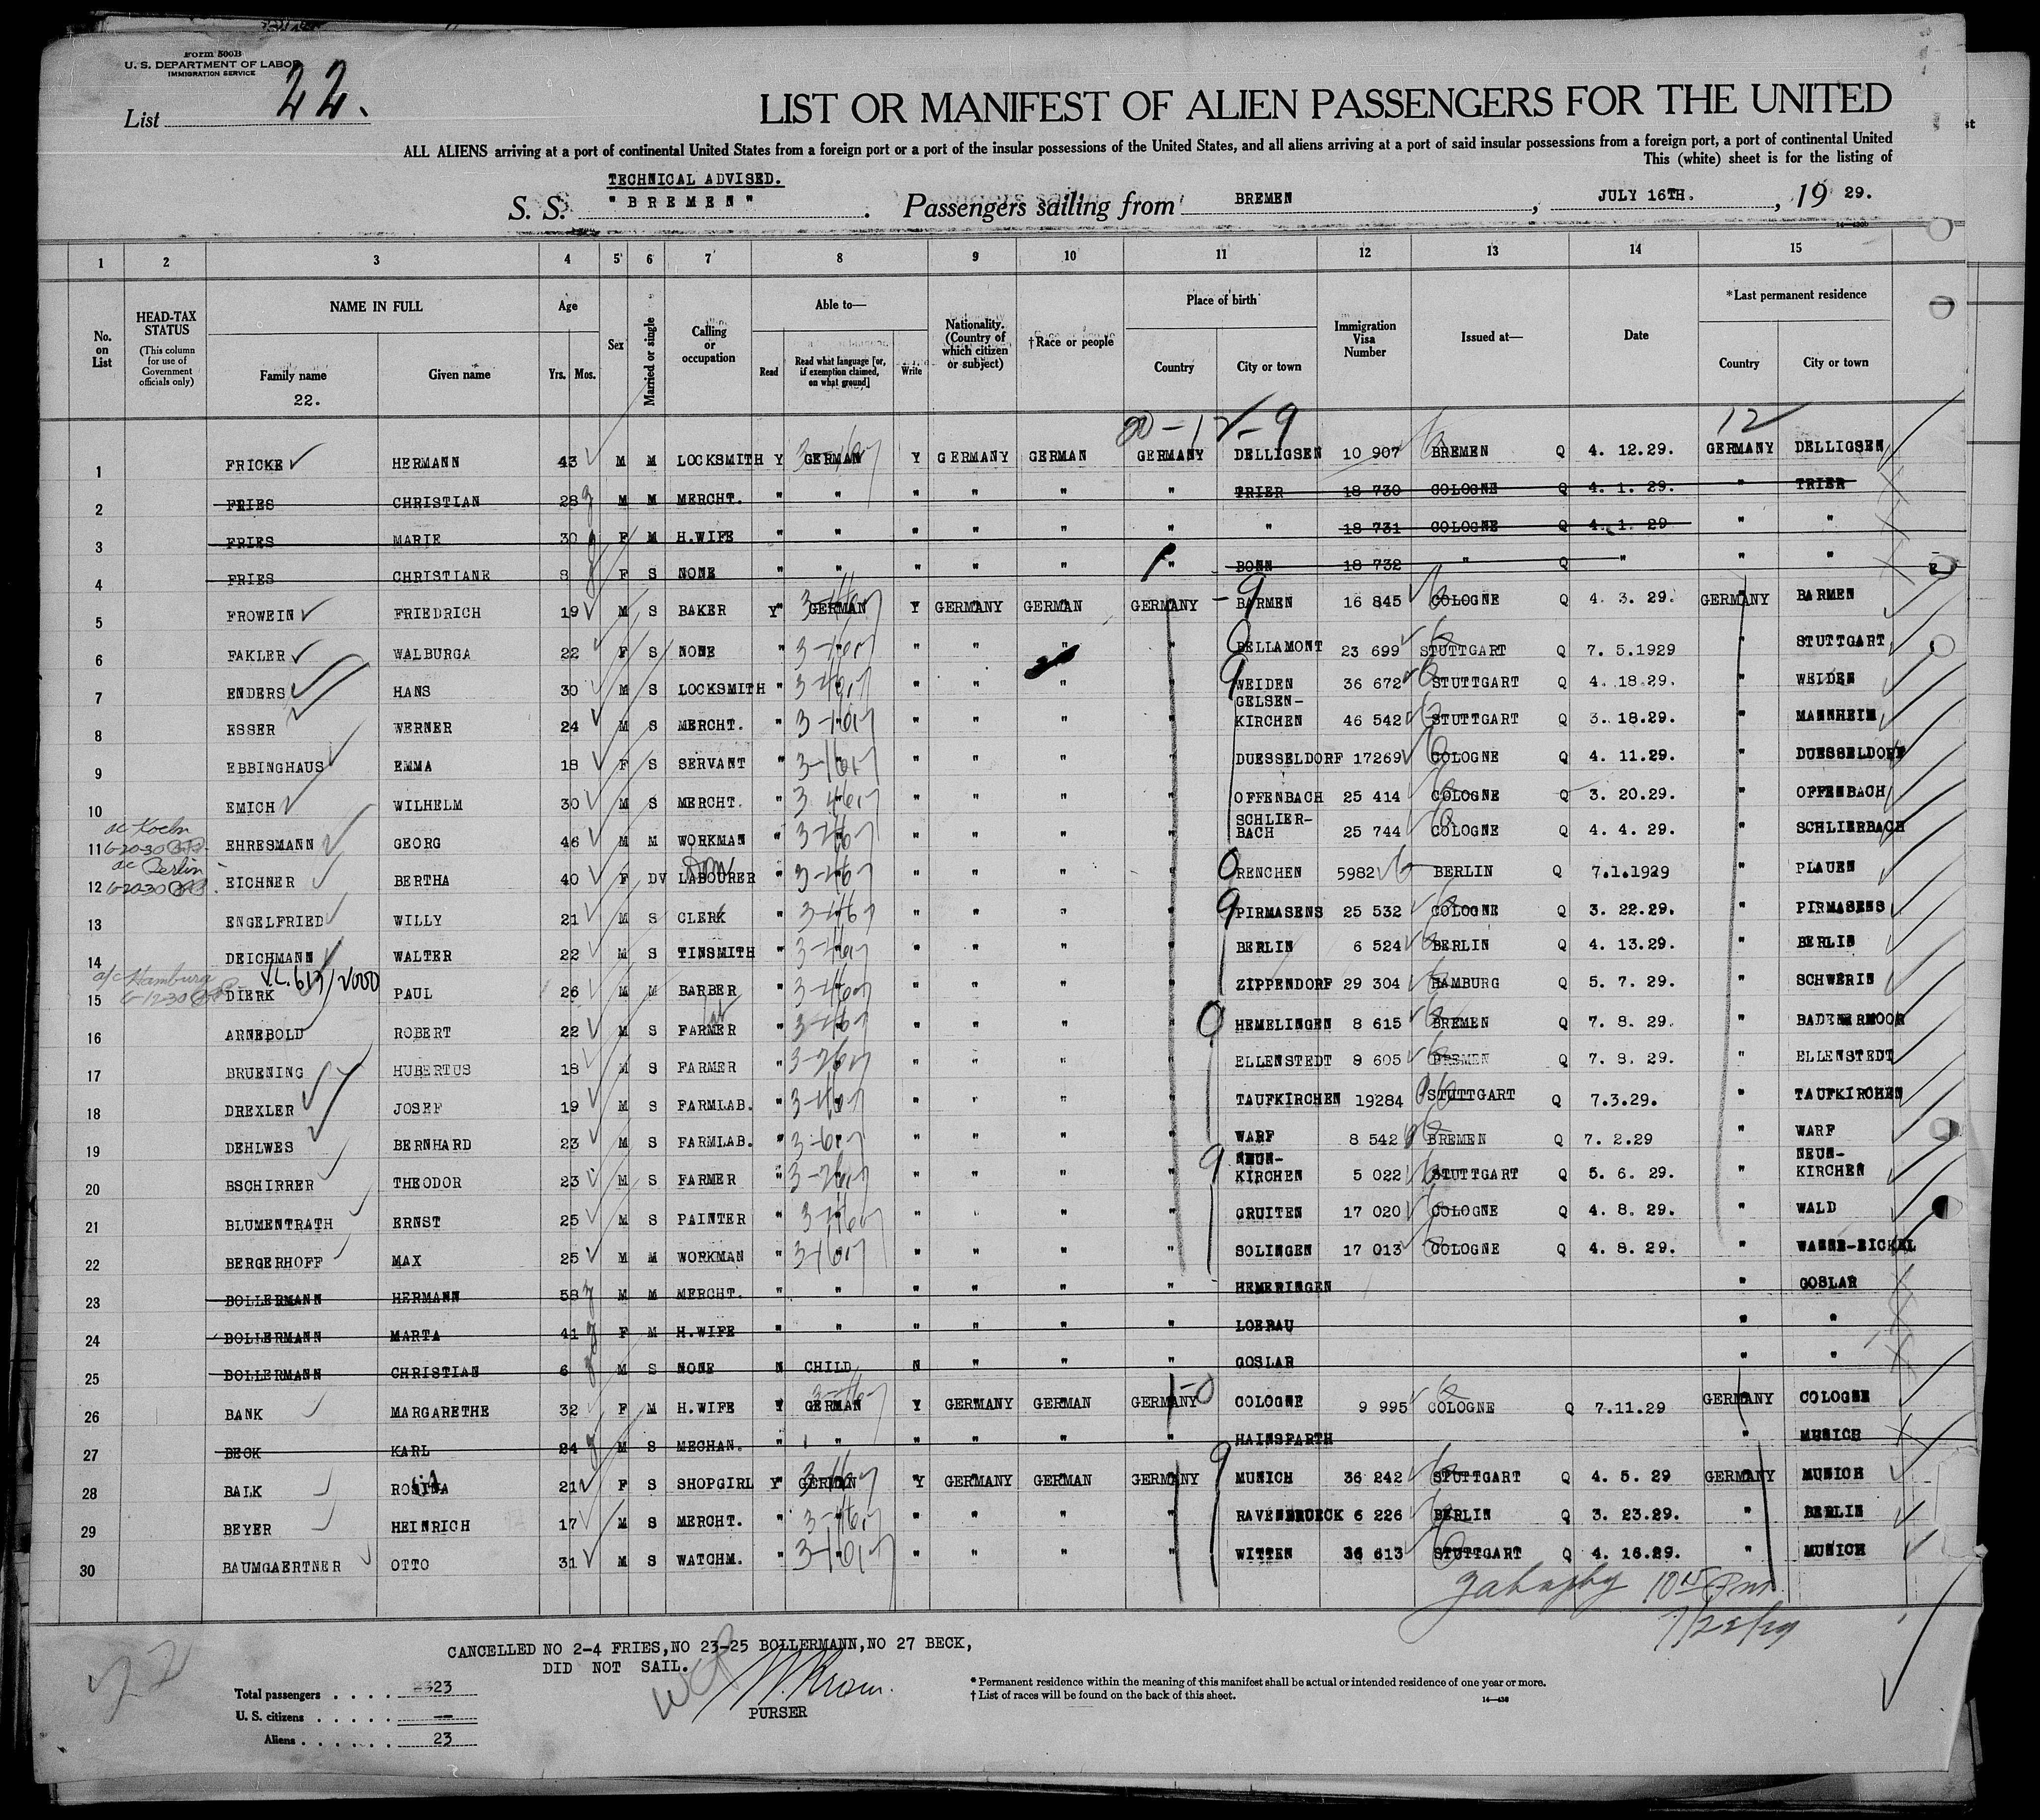 Form 500B
U. S. DEPARTMENT OF LABOR
IMMIGRATION SERVICE
List 22.
LIST OR MANIFEST OF ALIEN PASSENGERS FOR THE UNITED
ALL ALIENS arriving at a port of continental United States from a foreign port or a port of the insular possessions of the United States, and all aliens arriving at a port of said insular possessions from a foreign port, a port of continental United
This (white) sheet is for the listing of
TECHNICAL ADVISED.
S. S. "BREMEN". Passengers sailing from BREMEN, JULY 16TH., 19 29.
1 2 3 4 5 6 7 8 9 10 11 12 13 14 15
No. on List
HEAD-TAX STATUS (This column for use of Government officials only)
NAME IN FULL Family name Given name
22.
Age Yrs. Mos.
Sex
Married or single
Calling or occupation
Able to— Read Read what language [or, if exemption claimed, on what ground] Write
Nationality. (Country of which citizen or subject)
†Race or people
Place of birth Country City or town
Immigration Visa Number
Issued at—
Date
*Last permanent residence Country City or town
12
1 FRICKE HERMANN 43 M M LOCKSMITH Y GERMAN Y GERMANY GERMAN GERMANY DELLIGSEN 10 907 BREMEN Q 4. 12.29. GERMANY DELLIGSEN
2 FRIES CHRISTIAN 28 M M MERCHT. " " " " " " TRIER 18 730 COLOGNE Q 4. 1. 29. " TRIER
3 FRIES MARIE 30 F M H.WIFE " " " " " " " 18 731 COLOGNE Q 4. 1. 29 " "
4 FRIES CHRISTIANE 8 F S NONE " " " " " " BONN 18 732 " Q " " "
5 FROWEIN FRIEDRICH 19 M S BAKER Y GERMAN Y GERMANY GERMAN GERMANY BARMEN 16 845 COLOGNE Q 4. 3. 29. GERMANY BARMEN
6 FAKLER WALBURGA 22 F S NONE " " " " " " BELLAMONT 23 699 STUTTGART Q 7. 5.1929 " STUTTGART
7 ENDERS HANS 30 M S LOCKSMITH " " " " " " WEIDEN 36 672 STUTTGART Q 4. 18.29. " WEIDEN
8 ESSER WERNER 24 M S MERCHT. " " " " " " GELSEN-KIRCHEN 46 542 STUTTGART Q 3. 18.29. " MANNHEIM
9 EBBINGHAUS EMMA 18 F S SERVANT " " " " " " DUESSELDORF 17269 COLOGNE Q 4. 11.29. " DUESSELDORF
10 EMICH WILHELM 30 M S MERCHT. " " " " " " OFFENBACH 25 414 COLOGNE Q 3. 20.29. " OFFENBACH
ac Koeln
11 6-20-30 EHRESMANN GEORG 46 M M WORKMAN " " " " " " SCHLIER-BACH 25 744 COLOGNE Q 4. 4. 29. " SCHLIERBACH
ac Berlin
12 6-20-30 EICHNER BERTHA 40 F DV LABOURER " " " " " " RENCHEN 5982 BERLIN Q 7.1.1929 " PLAUEN
13 ENGELFRIED WILLY 21 M S CLERK " " " " " " PIRMASENS 25 532 COLOGNE Q 3. 22.29. " PIRMASENS
14 DEICHMANN WALTER 22 M S TINSMITH " " " " " " BERLIN 6 524 BERLIN Q 4. 13.29. " BERLIN
a/c Hamburg
15 6-12-30 DIERK PAUL 26 M M BARBER " " " " " " ZIPPENDORF 29 304 HAMBURG Q 5. 7. 29. " SCHWERIN
16 ARNEBOLD ROBERT 22 M S FARMER " " " " " " HEMELINGEN 8 615 BREMEN Q 7. 8. 29. " BADENERMOOR
17 BRUENING HUBERTUS 18 M S FARMER " " " " " " ELLENSTEDT 8 605 BREMEN Q 7. 8. 29. " ELLENSTEDT
18 DREXLER JOSEF 19 M S FARMLAB. " " " " " " TAUFKIRCHEN 19284 STUTTGART Q 7.3.29. " TAUFKIRCHEN
19 DEHLWES BERNHARD 23 M S FARMLAB. " " " " " " WARF 8 542 BREMEN Q 7. 2.29 " WARF
20 BSCHIRRER THEODOR 23 M S FARMER " " " " " " NEUN-KIRCHEN 5 022 STUTTGART Q 5. 6. 29. " NEUN-KIRCHEN
21 BLUMENTRATH ERNST 25 M S PAINTER " " " " " " GRUITEN 17 020 COLOGNE Q 4. 8. 29. " WALD
22 BERGERHOFF MAX 25 M M WORKMAN " " " " " " SOLINGEN 17 013 COLOGNE Q 4. 8. 29. " WANNE-EICKEL
23 BOLLERMANN HERMANN 58 M M MERCHT. " " " " " " HEMERINGEN " GOSLAR
24 BOLLERMANN MARTA 41 F M H.WIFE " " " " " " LOEBAU " "
25 BOLLERMANN CHRISTIAN 6 M S NONE N CHILD N " " " GOSLAR " "
26 BANK MARGARETHE 32 F M H.WIFE Y GERMAN Y GERMANY GERMAN GERMANY COLOGNE 9 995 COLOGNE Q 7.11.29 GERMANY COLOGNE
27 BECK KARL 24 M S MECHAN. " " " " " " HAINSFARTH " MUNICH
28 BALK ROSINA 21 F S SHOPGIRL Y GERMAN Y GERMANY GERMAN GERMANY MUNICH 36 242 STUTTGART Q 4. 5. 29 GERMANY MUNICH
29 BEYER HEINRICH 17 M S MERCHT. " " " " " " RAVENBRUECK 6 226 BERLIN Q 3. 23.29. " BERLIN
30 BAUMGAERTNER OTTO 31 M S WATCHM. " " " " " " WITTEN 36 613 STUTTGART Q 4. 16.29. " MUNICH
CANCELLED NO 2-4 FRIES,NO 23-25 BOLLERMANN,NO 27 BECK,
DID NOT SAIL.
PURSER
22
Total passengers . . . . 23
U. S. citizens . . . . . —
Aliens . . . . . . 23
* Permanent residence within the meaning of this manifest shall be actual or intended residence of one year or more.
† List of races will be found on the back of this sheet.
14—430